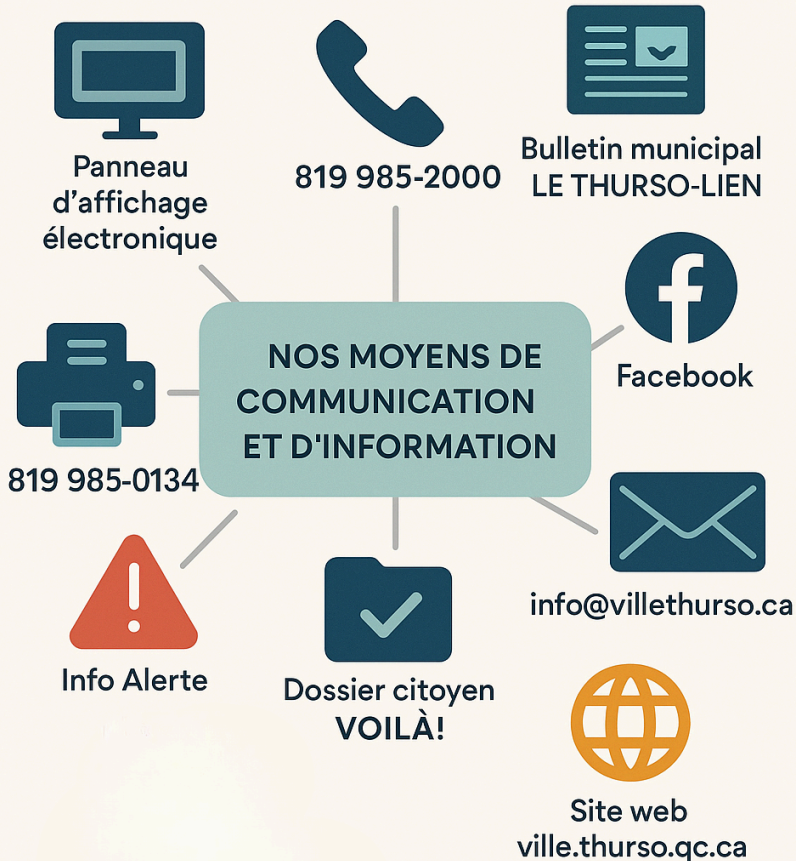 Panneau
d'affichage
électronique
819 985-2000
Bulletin municipal
LE THURSO-LIEN
Facebook
NOS MOYENS DE
COMMUNICATION
ET D'INFORMATION
819 985-0134
info@villethurso.ca
Info Alerte
Dossier citoyen
VOILÀ!
Site web
ville.thurso.qc.ca